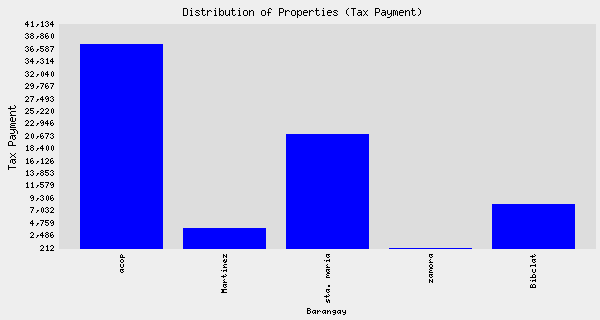 Distribution of Properties (Tax Payment)
41,134
38,860
36,587
34,314
32,040
29,767
27,493
25,220
22,946
20,673
18,400
16,126
13,853
11,579
9,306
7,032
4,759
2,486
212
Tax Payment
acop
Martinez
sta. maria
zamora
Bibclat
Barangay